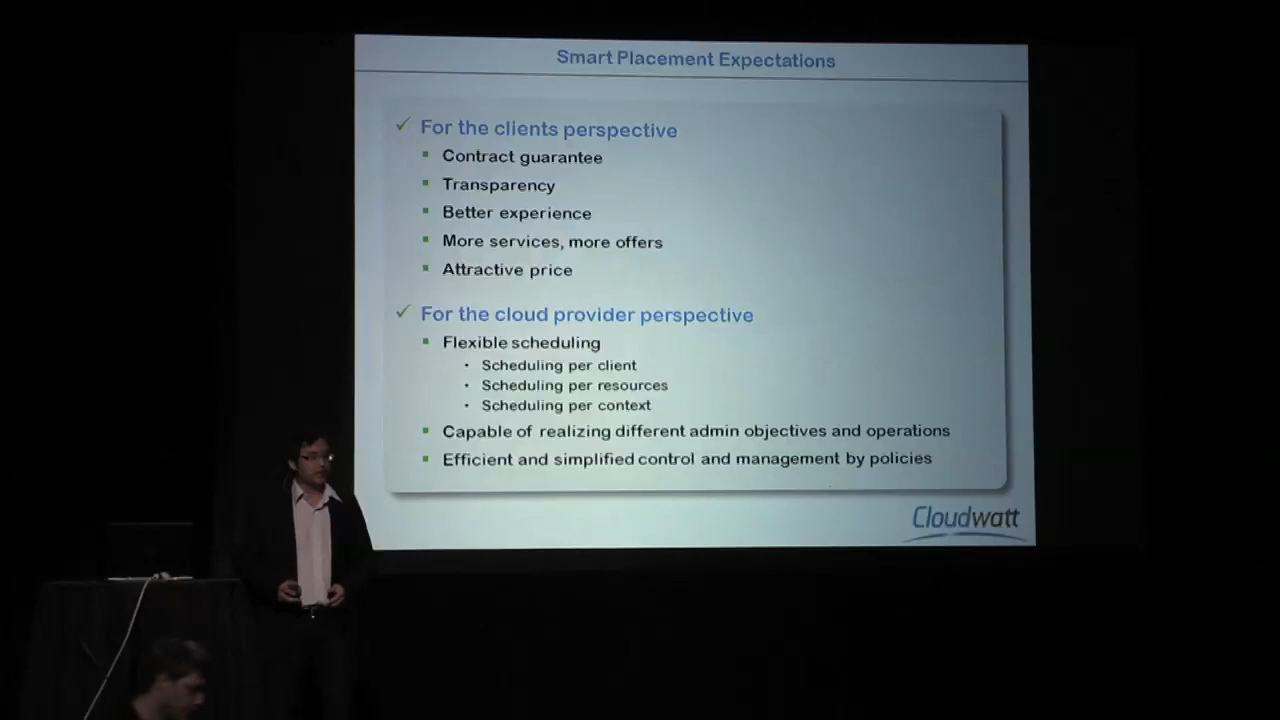 Smart Placement Expectations
For the clients perspective
Contract guarantee
Transparency
Better experience
More services, more offers
Attractive price
For the cloud provider perspective
Flexible scheduling
Scheduling per client
Scheduling per resources
Scheduling per context
Capable of realizing different admin objectives and operations
Efficient and simplified control and management by policies
Cloudwatt